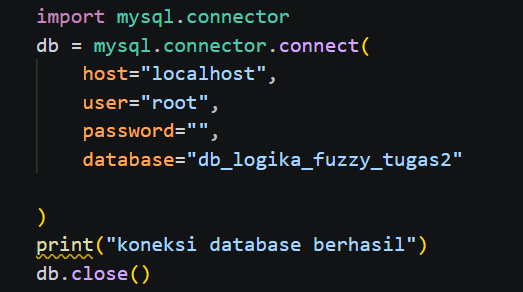 import mysql.connector
db = mysql.connector.connect(
    host="localhost",
    user="root",
    password="",
    database="db_logika_fuzzy_tugas2"
)
print("koneksi database berhasil")
db.close()